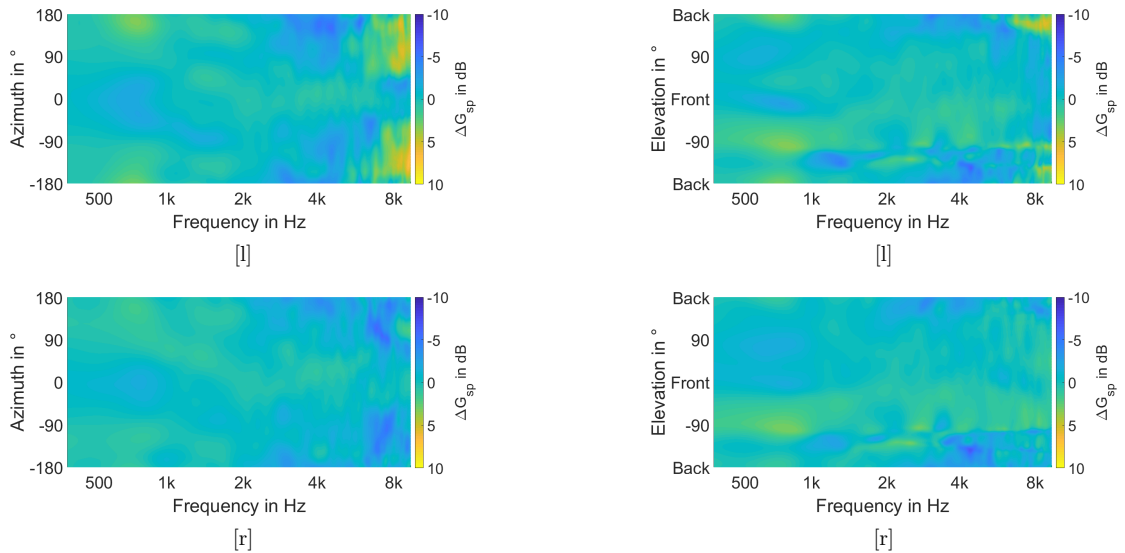 180
90
0
-90
-180
Azimuth in °
500 1k 2k 4k 8k
Frequency in Hz
-10
-5
0
5
10
ΔG_sp in dB
[l]
Back
90
Front
-90
Back
Elevation in °
500 1k 2k 4k 8k
Frequency in Hz
-10
-5
0
5
10
ΔG_sp in dB
[l]
180
90
0
-90
-180
Azimuth in °
500 1k 2k 4k 8k
Frequency in Hz
-10
-5
0
5
10
ΔG_sp in dB
[r]
Back
90
Front
-90
Back
Elevation in °
500 1k 2k 4k 8k
Frequency in Hz
-10
-5
0
5
10
ΔG_sp in dB
[r]